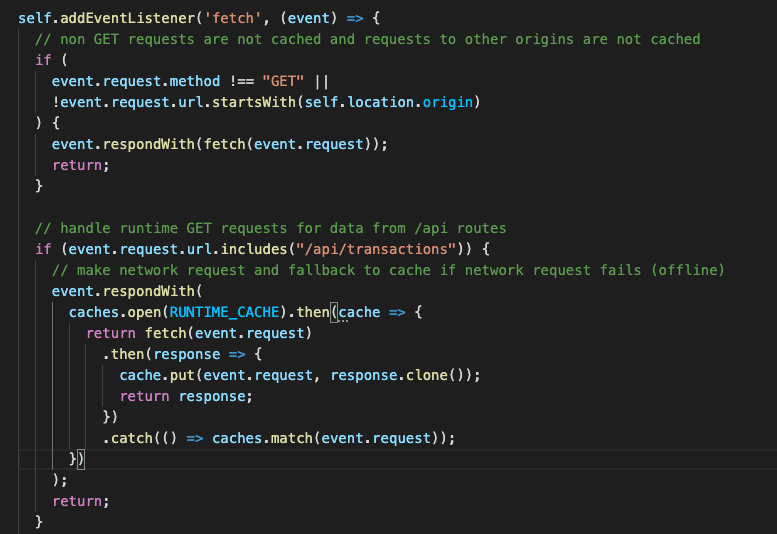 self.addEventListener('fetch', (event) => {
  // non GET requests are not cached and requests to other origins are not cached
  if (
    event.request.method !== "GET" ||
    !event.request.url.startsWith(self.location.origin)
  ) {
    event.respondWith(fetch(event.request));
    return;
  }

  // handle runtime GET requests for data from /api routes
  if (event.request.url.includes("/api/transactions")) {
    // make network request and fallback to cache if network request fails (offline)
    event.respondWith(
      caches.open(RUNTIME_CACHE).then(cache => {
        return fetch(event.request)
          .then(response => {
            cache.put(event.request, response.clone());
            return response;
          })
          .catch(() => caches.match(event.request));
      })
    );
    return;
  }